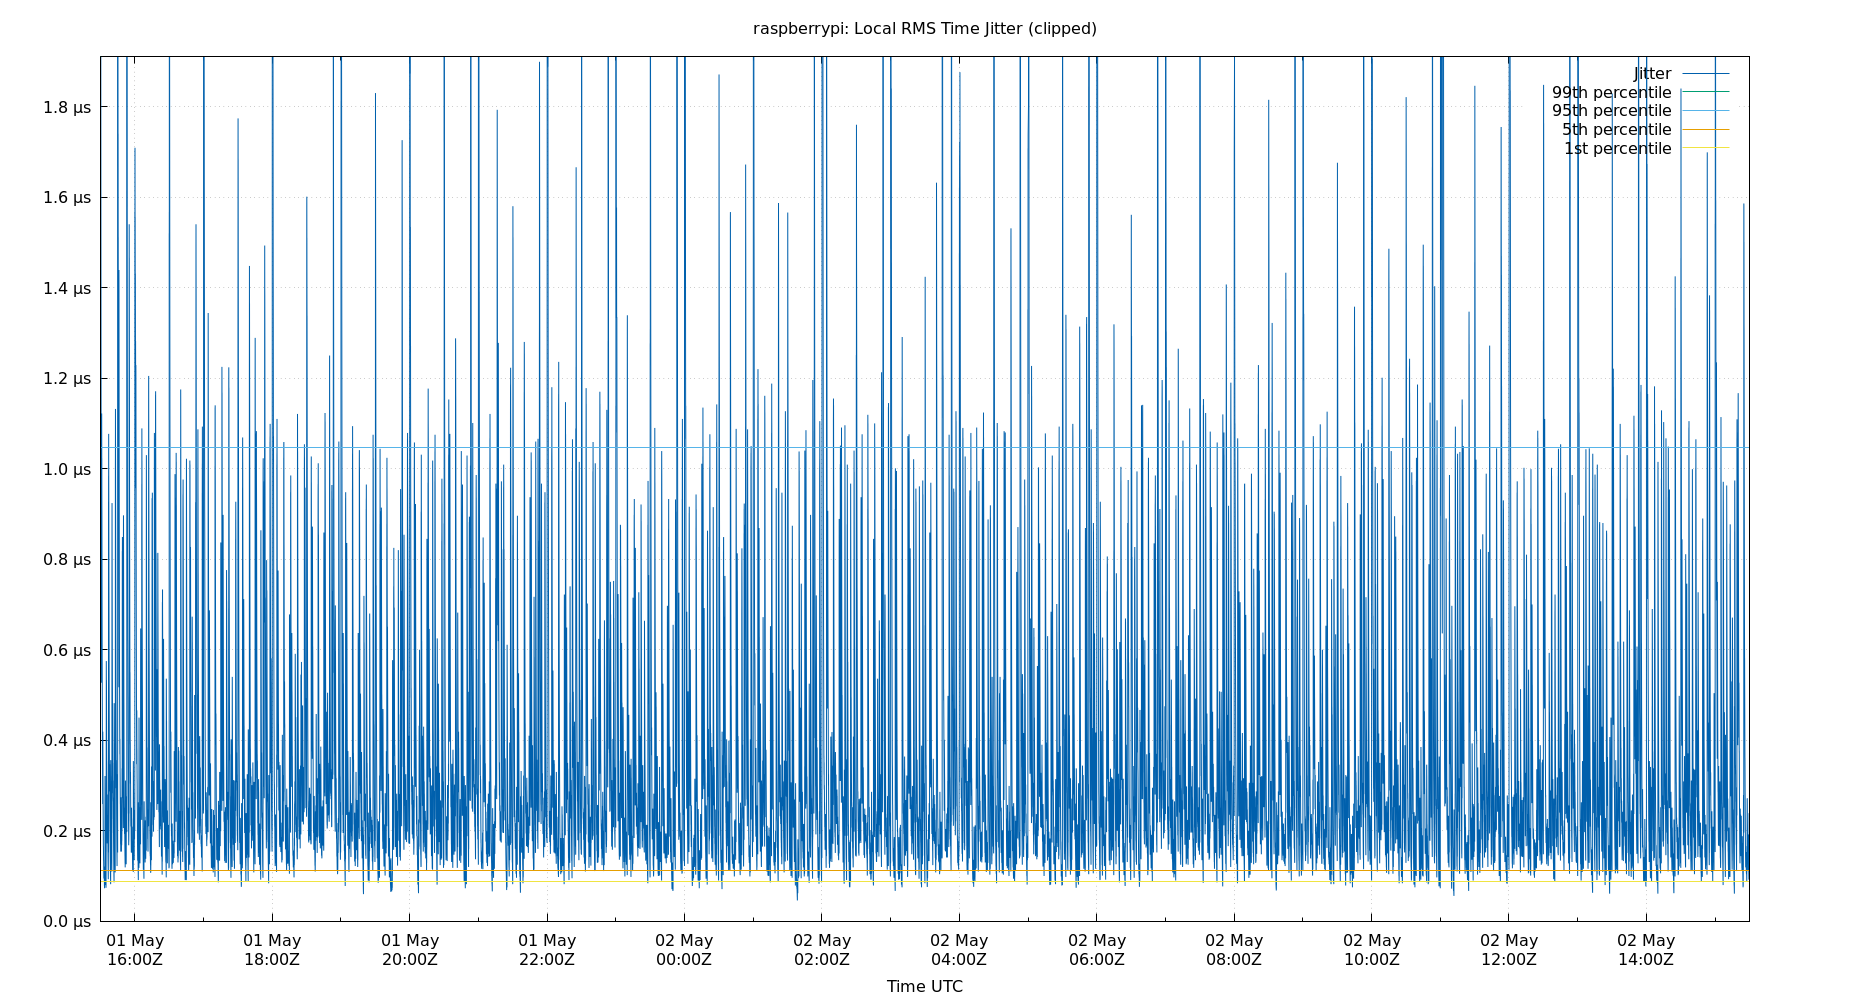 raspberrypi: Local RMS Time Jitter (clipped)
Jitter
99th percentile
95th percentile
5th percentile
1st percentile
1.8 µs
1.6 µs
1.4 µs
1.2 µs
1.0 µs
0.8 µs
0.6 µs
0.4 µs
0.2 µs
0.0 µs
01 May 01 May 01 May 01 May 02 May 02 May 02 May 02 May 02 May 02 May 02 May 02 May
16:00Z 18:00Z 20:00Z 22:00Z 00:00Z 02:00Z 04:00Z 06:00Z 08:00Z 10:00Z 12:00Z 14:00Z
Time UTC